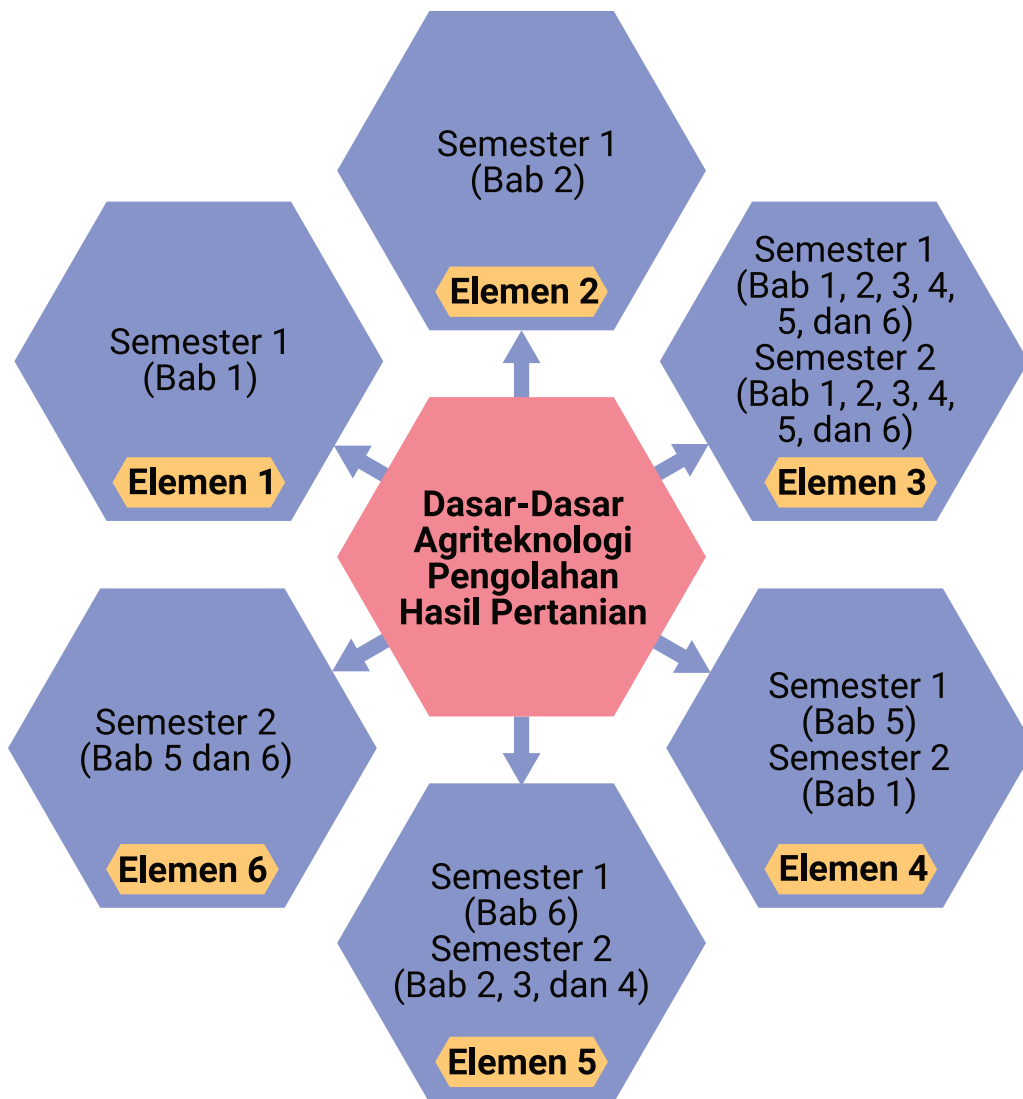 Semester 1
(Bab 2)
Elemen 2
Semester 1
(Bab 1)
Elemen 1
Semester 1
(Bab 1, 2, 3, 4,
5, dan 6)
Semester 2
(Bab 1, 2, 3, 4,
5, dan 6)
Elemen 3
Dasar-Dasar
Agriteknologi
Pengolahan
Hasil Pertanian
Semester 2
(Bab 5 dan 6)
Elemen 6
Semester 1
(Bab 5)
Semester 2
(Bab 1)
Elemen 4
Semester 1
(Bab 6)
Semester 2
(Bab 2, 3, dan 4)
Elemen 5